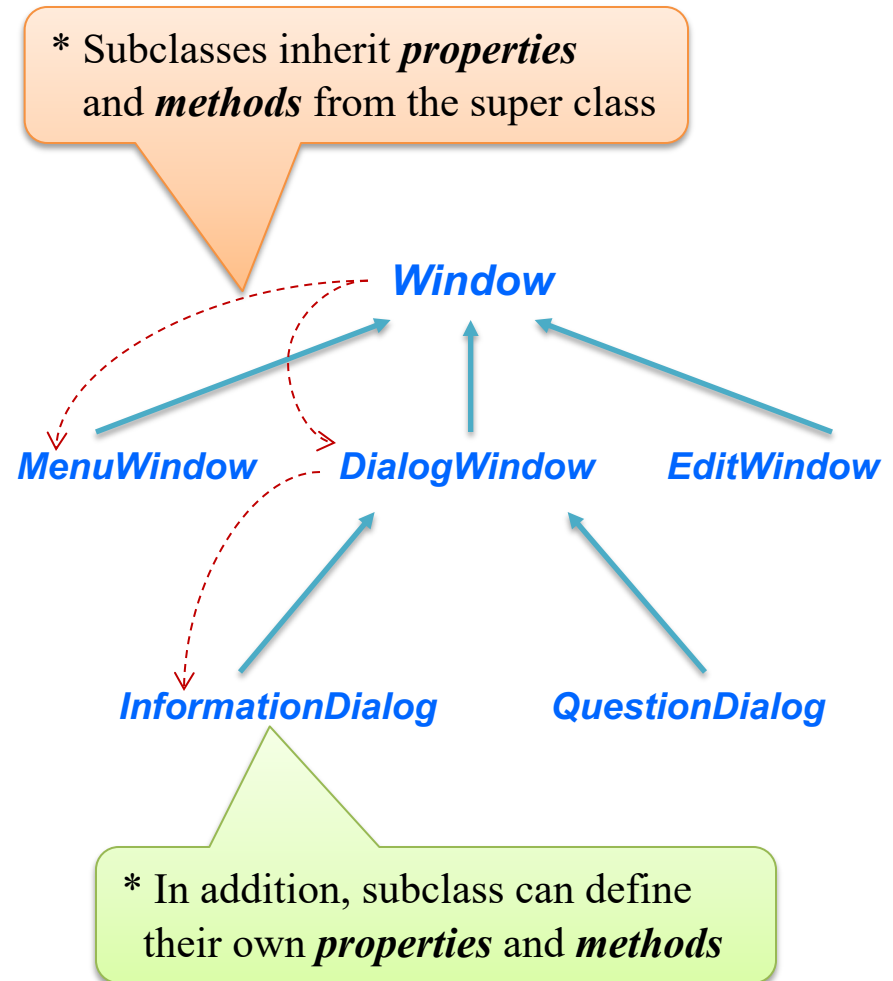 * Subclasses inherit properties
and methods from the super class
Window
MenuWindow DialogWindow EditWindow
InformationDialog QuestionDialog
* In addition, subclass can define
their own properties and methods